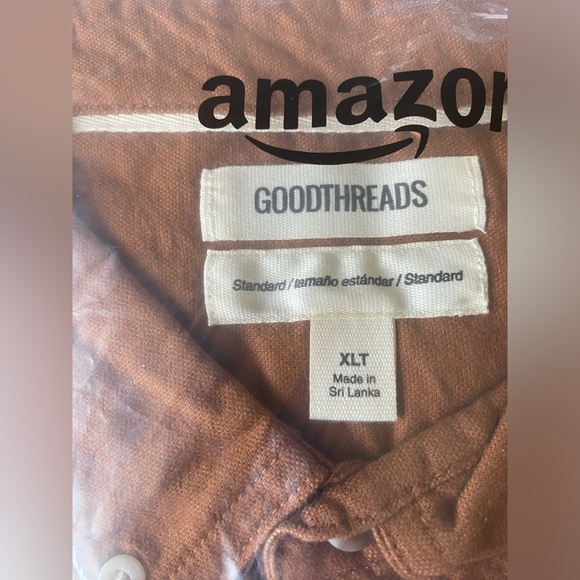 amazon
GOODTHREADS
Standard / tamaño estándar / Standard
XLT
Made in
Sri Lanka